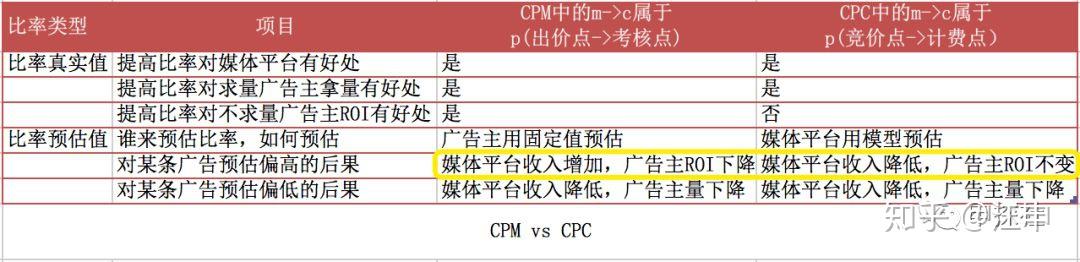 比率类型 项目 CPM中的m->c属于 p(出价点->考核点) CPC中的m->c属于 p(竞价点->计费点)
比率真实值 提高比率对媒体平台有好处 是 是
提高比率对求量广告主拿量有好处 是 是
提高比率对不求量广告主ROI有好处 是 否
比率预估值 谁来预估比率，如何预估 广告主用固定值预估 媒体平台用模型预估
对某条广告预估偏高的后果 媒体平台收入增加，广告主ROI下降 媒体平台收入降低，广告主ROI不变
对某条广告预估偏低的后果 媒体平台收入降低，广告主量下降 媒体平台收入降低，广告主量下降
CPM vs CPC
知乎 @汪申